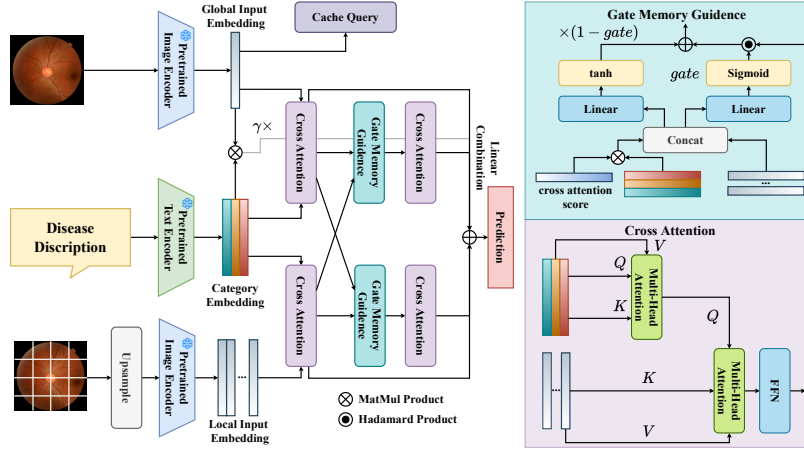 Global Input
Embedding
Cache Query
Pretrained
Image Encoder
γ×
Cross Attention
Gate Memory
Guidence
Cross Attention
Linear
Combination
Disease
Discription
Pretrained
Text Encoder
Category Embedding
Prediction
Cross Attention
Gate Memory
Guidence
Cross Attention
Upsample
Pretrained
Image Encoder
...
Local Input
Embedding
MatMul Product
Hadamard Product
Gate Memory Guidence
×(1 − gate)
tanh
gate
Sigmoid
Linear
Linear
Concat
cross attention
score
...
Cross Attention
V
Q
K
Multi-Head
Attention
Q
...
K
V
Multi-Head
Attention
FFN